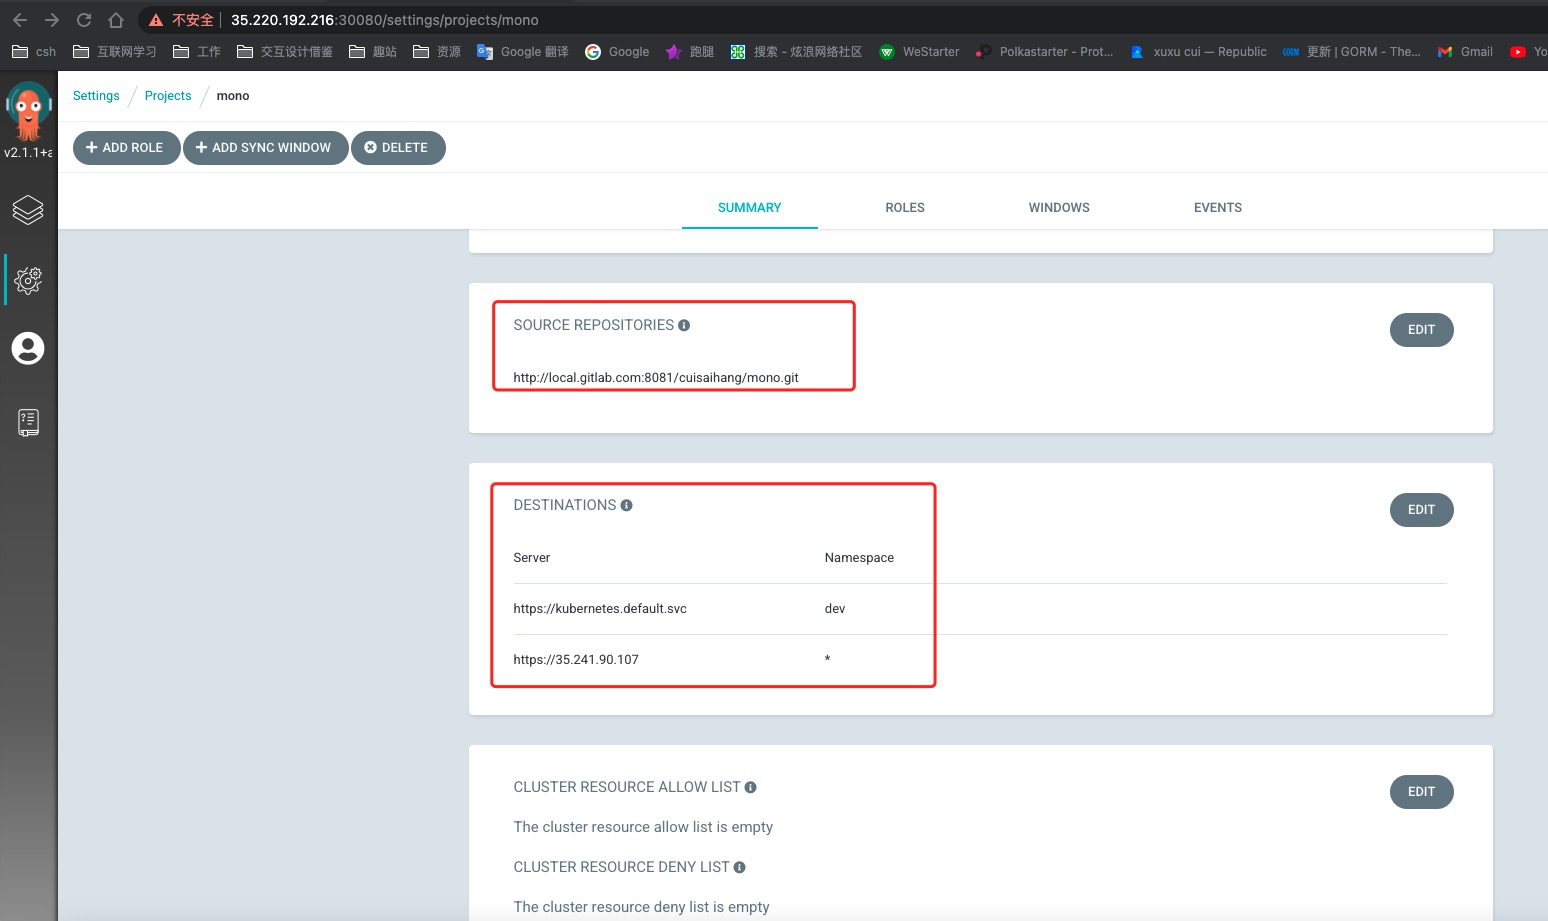 不安全 35.220.192.216:30080/settings/projects/mono
csh 互联网学习 工作 交互设计借鉴 趣站 资源 Google 翻译 Google 跑腿 搜索 - 炫浪网络社区 WeStarter Polkastarter - Prot... xuxu cui — Republic GORM 更新 | GORM - The... Gmail Yo
Settings / Projects / mono
v2.1.1+a
+ ADD ROLE + ADD SYNC WINDOW DELETE
SUMMARY ROLES WINDOWS EVENTS
SOURCE REPOSITORIES EDIT
http://local.gitlab.com:8081/cuisaihang/mono.git
DESTINATIONS EDIT
Server Namespace
https://kubernetes.default.svc dev
https://35.241.90.107 *
CLUSTER RESOURCE ALLOW LIST EDIT
The cluster resource allow list is empty
CLUSTER RESOURCE DENY LIST
The cluster resource deny list is empty